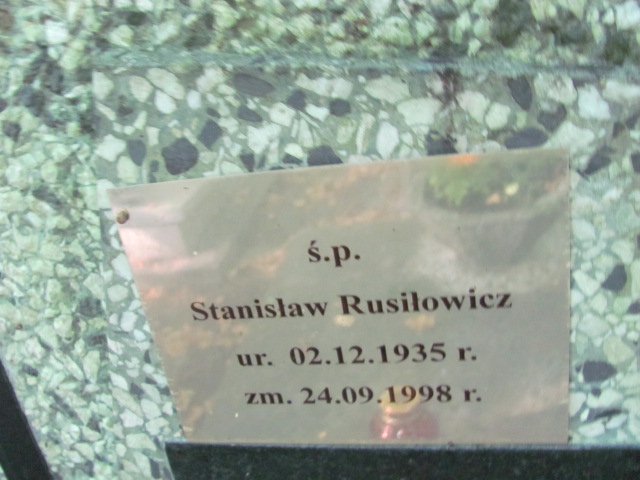 ś.p.
Stanisław Rusiłowicz
ur. 02.12.1935 r.
zm. 24.09.1998 r.